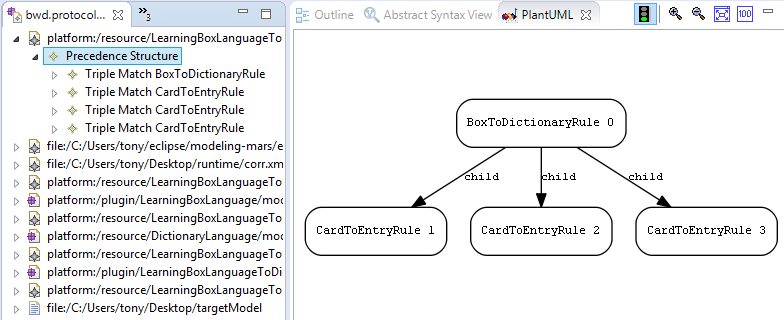 bwd.protocol... 3
platform:/resource/LearningBoxLanguageTo
Precedence Structure
Triple Match BoxToDictionaryRule
Triple Match CardToEntryRule
Triple Match CardToEntryRule
Triple Match CardToEntryRule
file:/C:/Users/tony/eclipse/modeling-mars/e
file:/C:/Users/tony/Desktop/runtime/corr.xm
platform:/resource/LearningBoxLanguageTo
platform:/plugin/LearningBoxLanguage/mod
platform:/resource/LearningBoxLanguageTo
platform:/resource/DictionaryLanguage/mod
platform:/resource/LearningBoxLanguageTo
platform:/plugin/LearningBoxLanguageToDi
platform:/resource/LearningBoxLanguageTo
file:/C:/Users/tony/Desktop/targetModel
Outline Abstract Syntax View PlantUML 100
BoxToDictionaryRule 0
child child child
CardToEntryRule 1 CardToEntryRule 2 CardToEntryRule 3